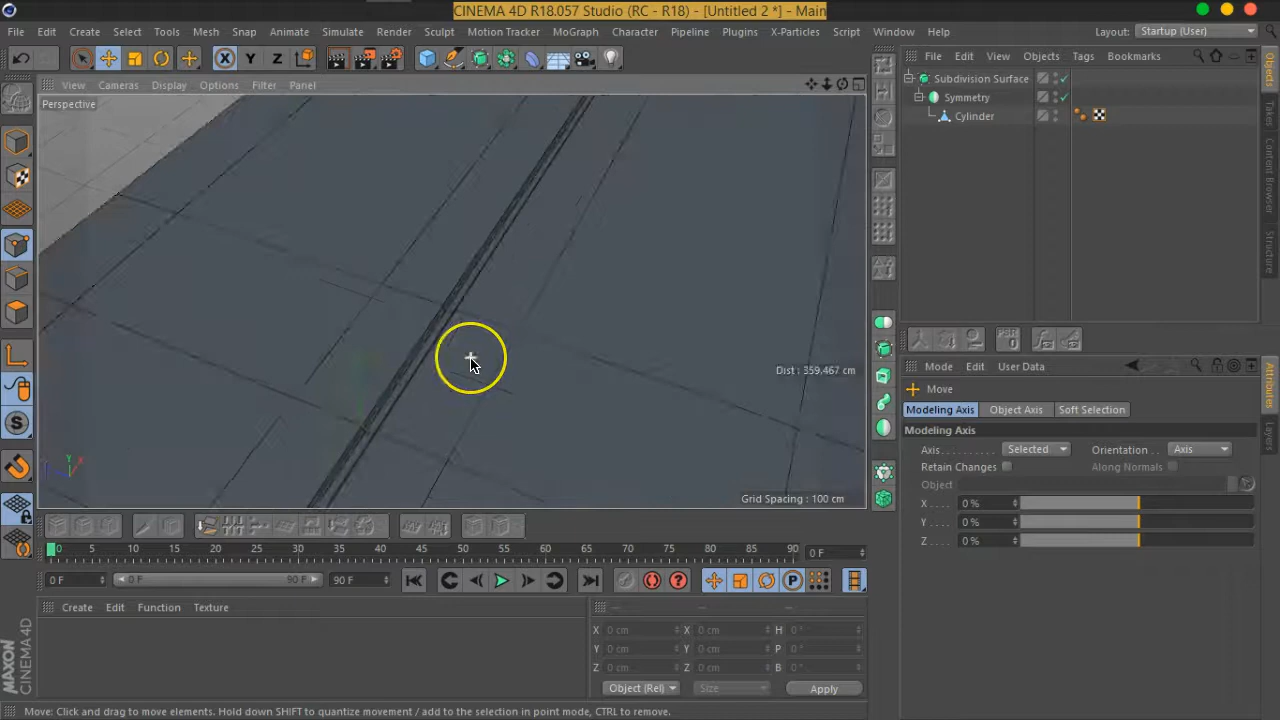 CINEMA 4D R18.057 Studio (RC - R18) - [Untitled 2 *] - Main
File Edit Create Select Tools Mesh Snap Animate Simulate Render Sculpt Motion Tracker MoGraph Character Pipeline Plugins X-Particles Script Window Help Layout: Startup (User)
X Y Z
File Edit View Objects Tags Bookmarks
View Cameras Display Options Filter Panel
Perspective
Subdivision Surface
Symmetry
Cylinder
Objects
Takes
Content Browser
Structure
Dist : 359.467 cm
Grid Spacing : 100 cm
Y X
S
PSR
Mode Edit User Data
Move
Modeling Axis Object Axis Soft Selection
Modeling Axis
Axis Selected Orientation Axis
Retain Changes Along Normals
Object
X 0 %
Y 0 %
Z 0 %
Attributes
Layers
0 5 10 15 20 25 30 35 40 45 50 55 60 65 70 75 80 85 90 0 F
0 F 0 F 90 F 90 F P
Create Edit Function Texture
X 0 cm X 0 cm H 0 °
Y 0 cm Y 0 cm P 0 °
Z 0 cm Z 0 cm B 0 °
Object (Rel) Size Apply
MAXON
CINEMA 4D
Move: Click and drag to move elements. Hold down SHIFT to quantize movement / add to the selection in point mode, CTRL to remove.